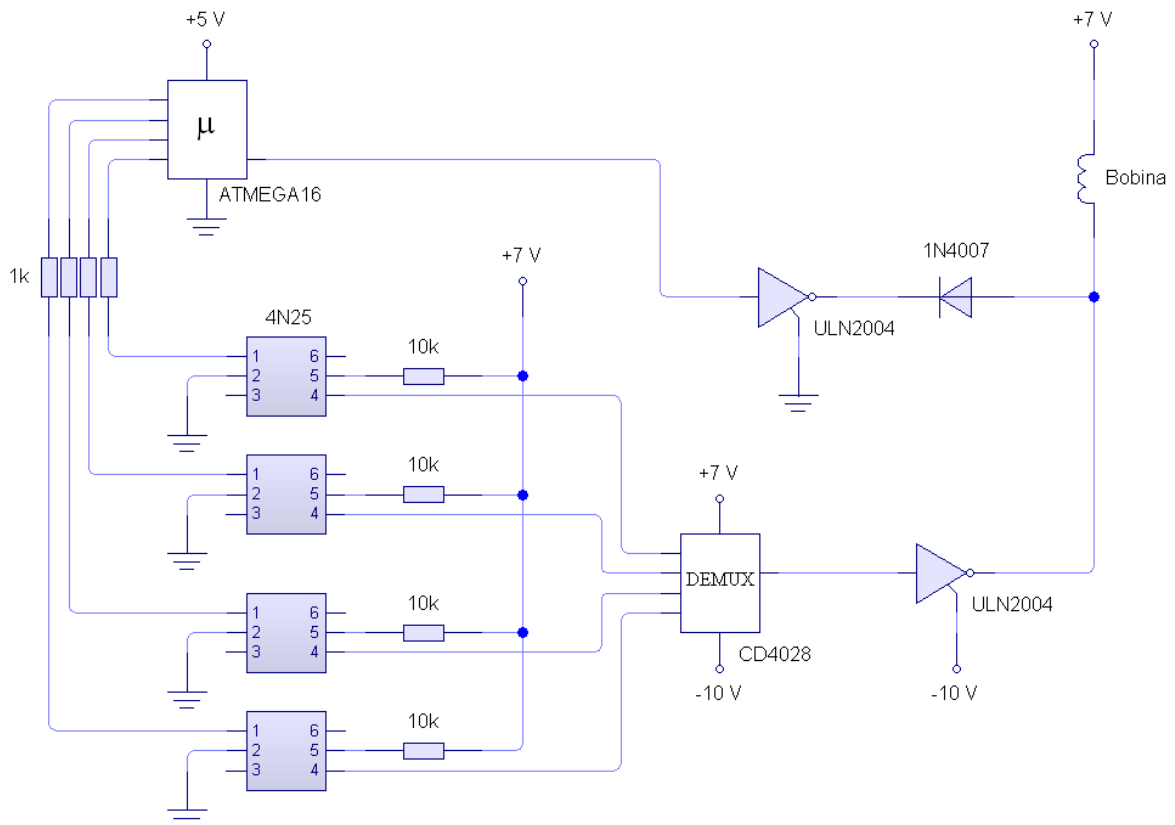 +5 V
+7 V
μ
ATMEGA16
Bobina
1k
+7 V
1N4007
ULN2004
4N25
1 6
2 5
3 4
10k
1 6
2 5
3 4
10k
+7 V
DEMUX
CD4028
-10 V
ULN2004
-10 V
1 6
2 5
3 4
10k
1 6
2 5
3 4
10k